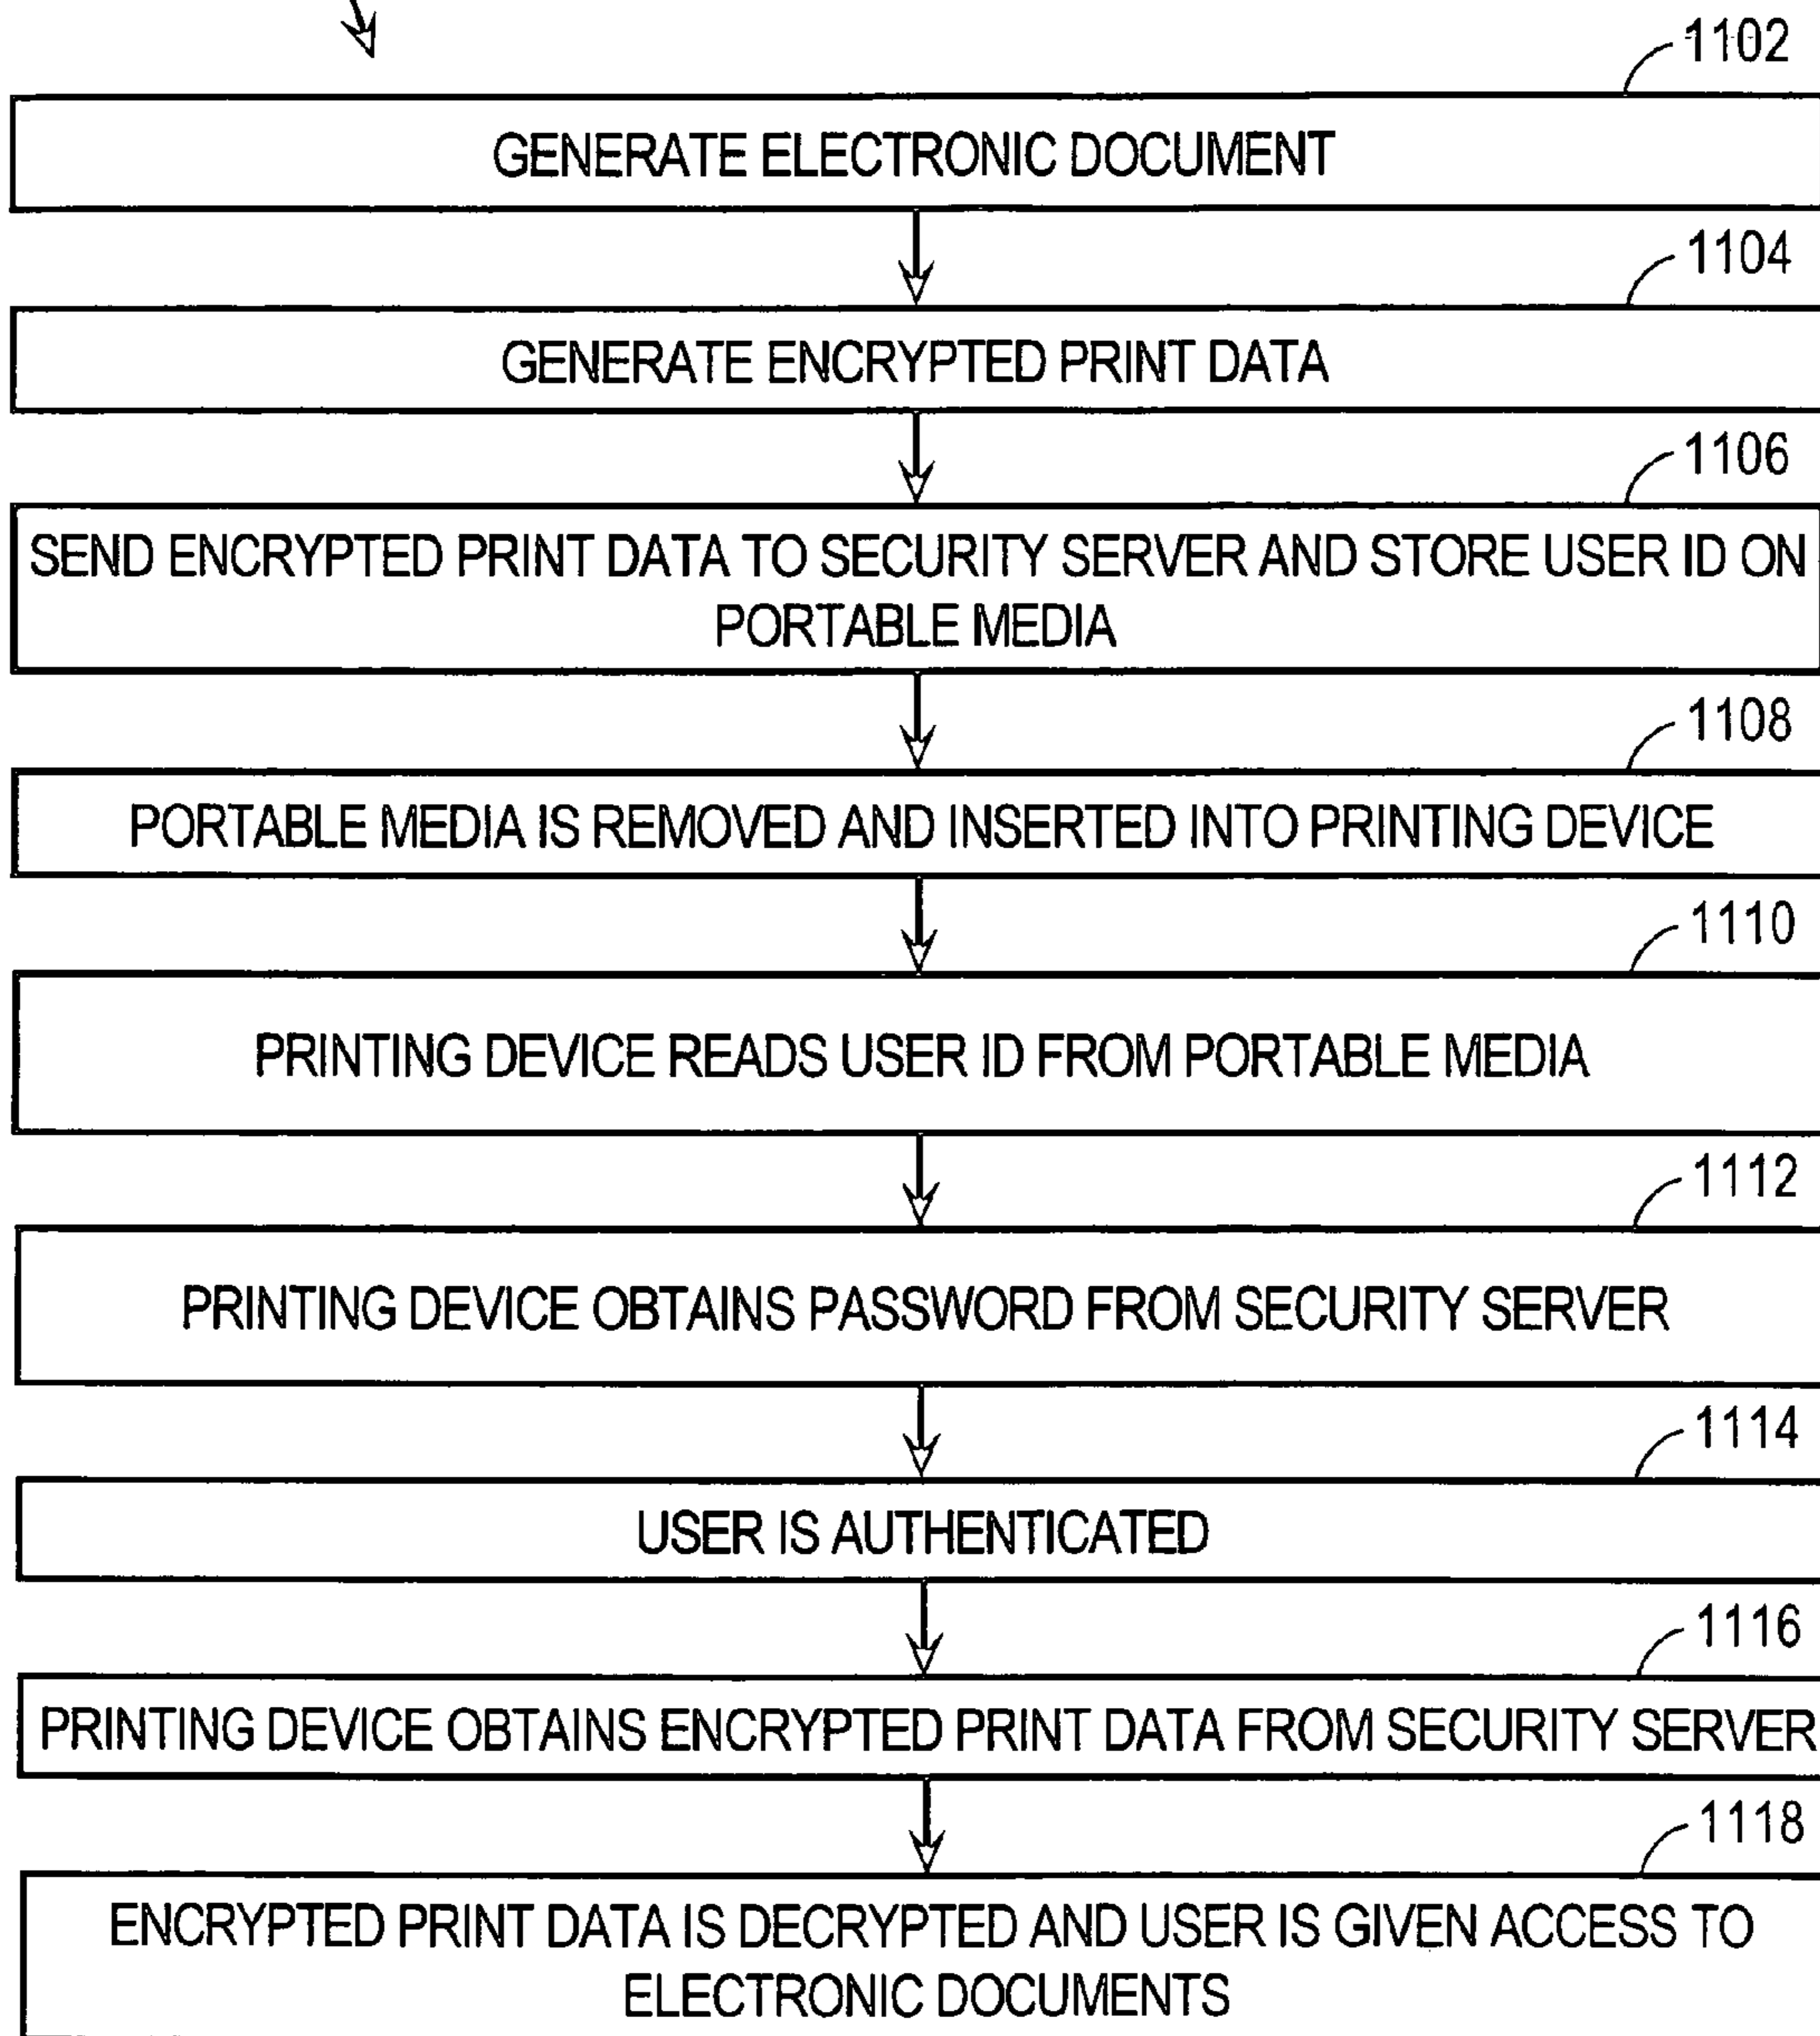 1102
GENERATE ELECTRONIC DOCUMENT
1104
GENERATE ENCRYPTED PRINT DATA
1106
SEND ENCRYPTED PRINT DATA TO SECURITY SERVER AND STORE USER ID ON
PORTABLE MEDIA
1108
PORTABLE MEDIA IS REMOVED AND INSERTED INTO PRINTING DEVICE
1110
PRINTING DEVICE READS USER ID FROM PORTABLE MEDIA
1112
PRINTING DEVICE OBTAINS PASSWORD FROM SECURITY SERVER
1114
USER IS AUTHENTICATED
1116
PRINTING DEVICE OBTAINS ENCRYPTED PRINT DATA FROM SECURITY SERVER
1118
ENCRYPTED PRINT DATA IS DECRYPTED AND USER IS GIVEN ACCESS TO
ELECTRONIC DOCUMENTS